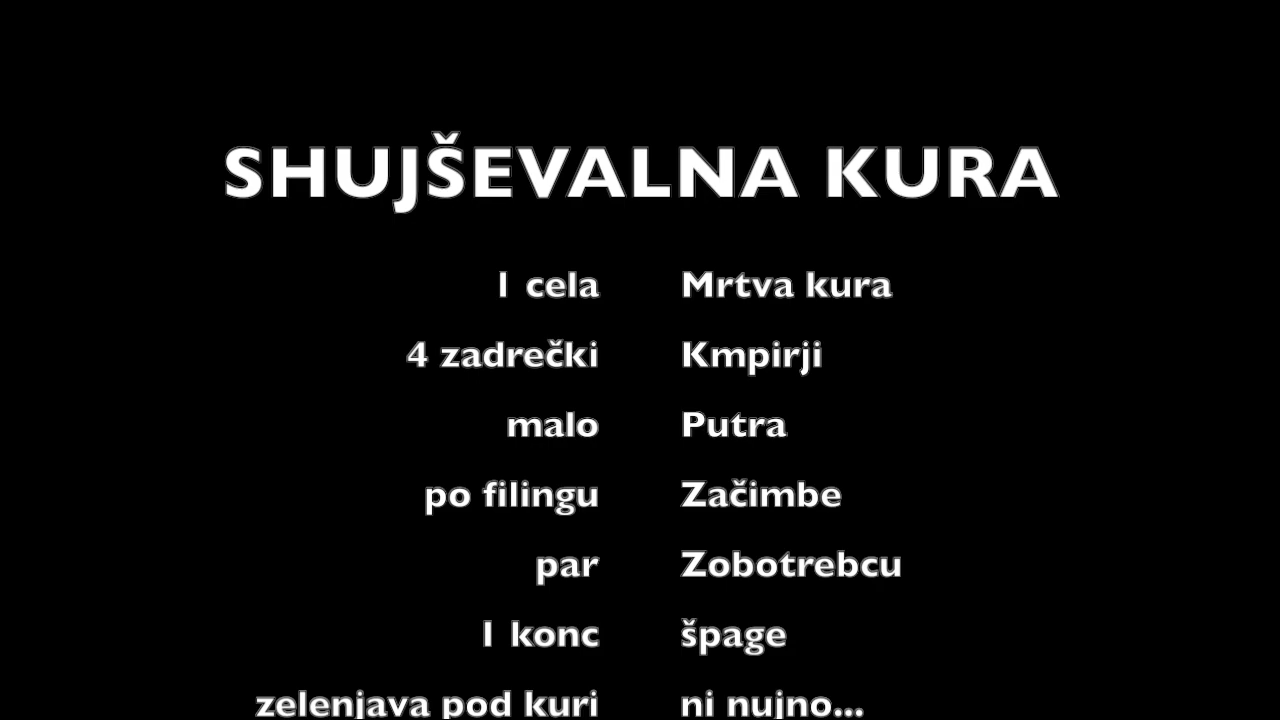 SHUJŠEVALNA KURA
1 cela Mrtva kura
4 zadrečki Kmpirji
malo Putra
po filingu Začimbe
par Zobotrebcu
1 konc špage
zelenjava pod kuri ni nujno...